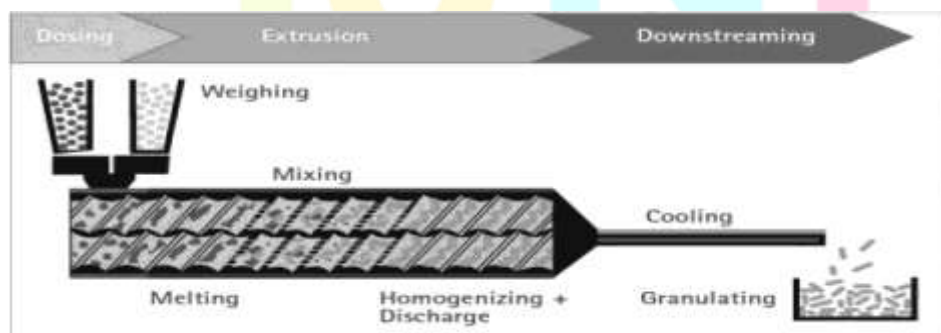 Dosing
Extrusion
Downstreaming
Weighing
Mixing
Cooling
Melting
Homogenizing +
Discharge
Granulating